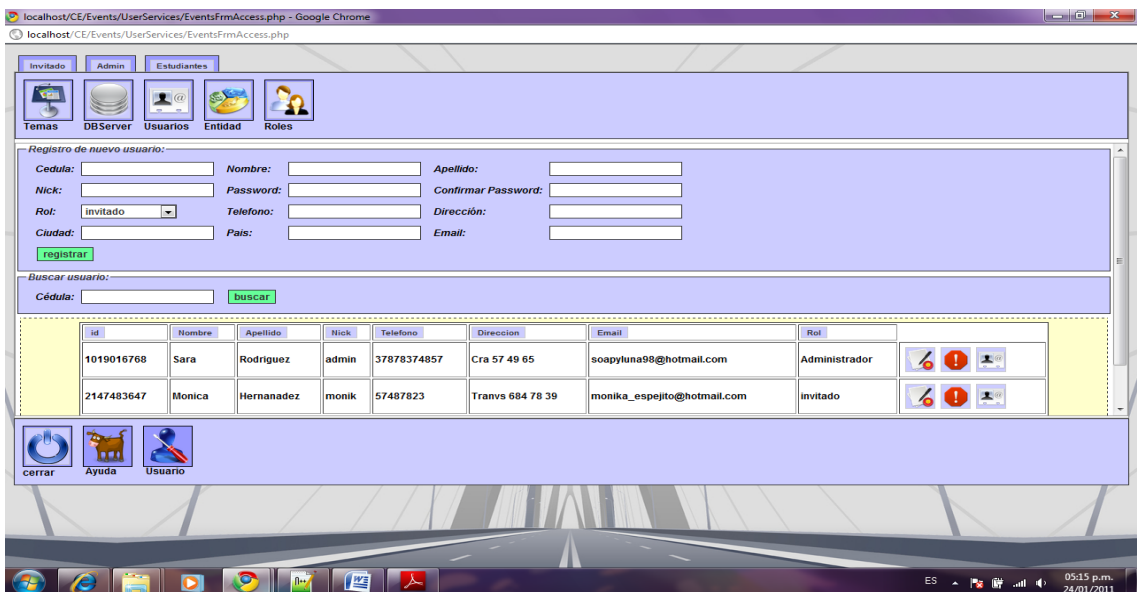 localhost/CE/Events/UserServices/EventsFrmAccess.php - Google Chrome
localhost/CE/Events/UserServices/EventsFrmAccess.php
Invitado Admin Estudiantes
Temas DBServer Usuarios Entidad Roles
Registro de nuevo usuario:
Cedula: Nombre: Apellido:
Nick: Password: Confirmar Password:
Rol: invitado Telefono: Dirección:
Ciudad: Pais: Email:
registrar
Buscar usuario:
Cédula: buscar
id Nombre Apellido Nick Telefono Direccion Email Rol
1019016768 Sara Rodriguez admin 37878374857 Cra 57 49 65 soapyluna98@hotmail.com Administrador
2147483647 Monica Hernanadez monik 57487823 Tranvs 684 78 39 monika_espejito@hotmail.com invitado
cerrar Ayuda Usuario
ES 05:15 p.m.
24/01/2011